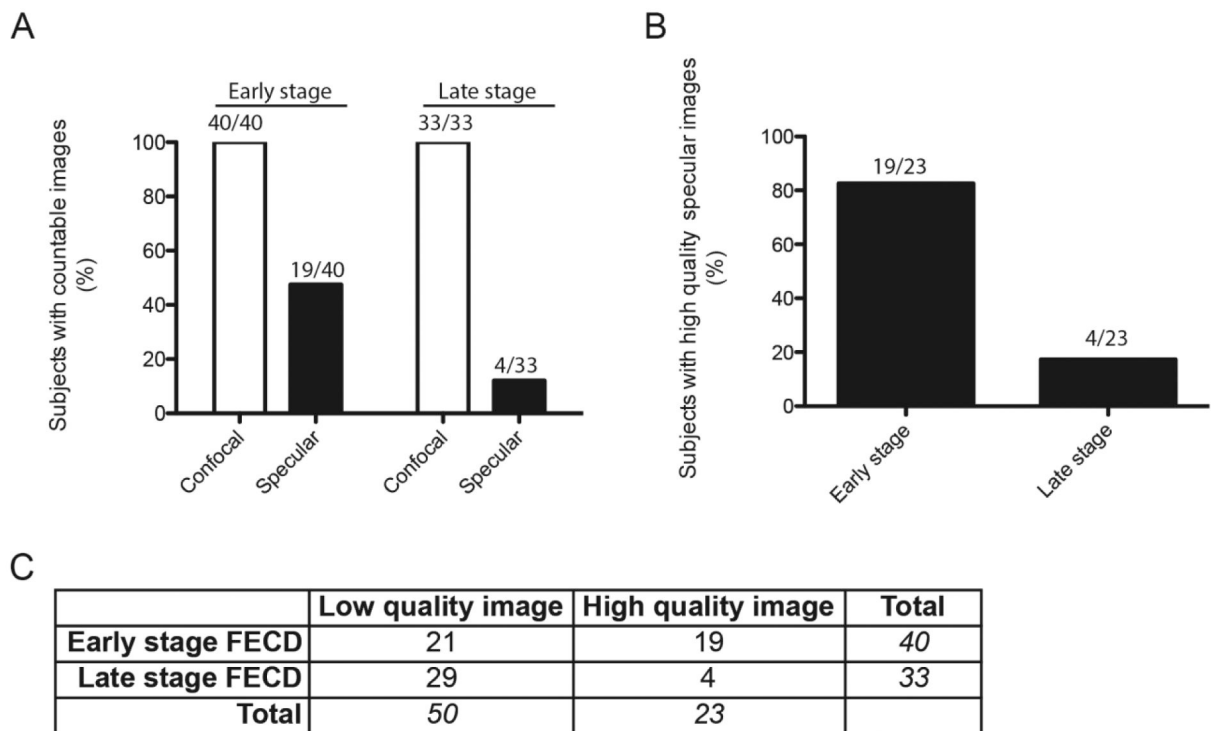 A
Early stage
Late stage
40/40
33/33
19/40
4/33
100
80
60
40
20
0
Subjects with countable images
(%)
Confocal
Specular
Confocal
Specular
B
19/23
4/23
100
80
60
40
20
0
Subjects with high quality specular images
(%)
Early stage
Late stage
C
Low quality image High quality image Total
Early stage FECD 21 19 40
Late stage FECD 29 4 33
Total 50 23